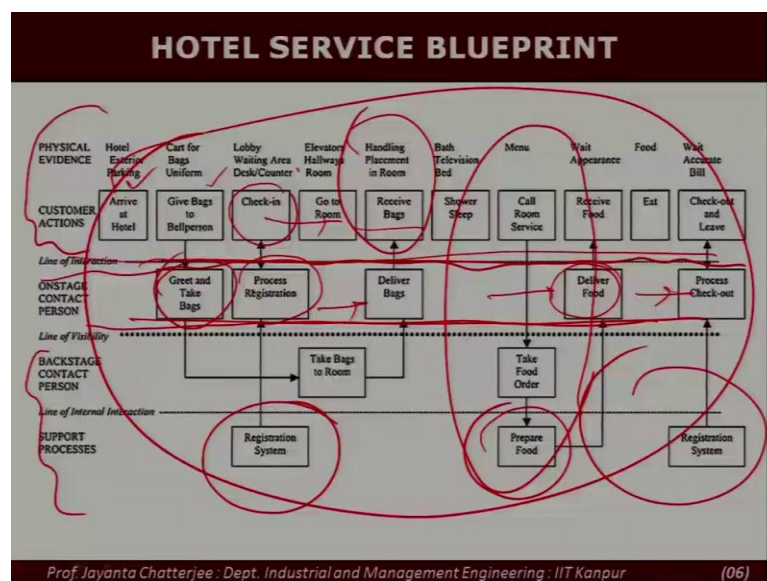 HOTEL SERVICE BLUEPRINT
PHYSICAL EVIDENCE
Hotel Exterior Parking
Cart for Bags Uniform
Lobby Waiting Area Desk/Counter
Elevators Hallways Room
Handling Placement in Room
Bath Television Bed
Menu
Wait Appearance
Food
Wait Accurate Bill
CUSTOMER ACTIONS
Arrive at Hotel
Give Bags to Bellperson
Check-in
Go to Room
Receive Bags
Shower Sleep
Call Room Service
Receive Food
Eat
Check-out and Leave
Line of Interaction
ONSTAGE CONTACT PERSON
Greet and Take Bags
Process Registration
Deliver Bags
Deliver Food
Process Check-out
Line of Visibility
BACKSTAGE CONTACT PERSON
Take Bags to Room
Take Food Order
Line of Internal Interaction
SUPPORT PROCESSES
Registration System
Prepare Food
Registration System
Prof. Jayanta Chatterjee : Dept. Industrial and Management Engineering : IIT Kanpur
(06)